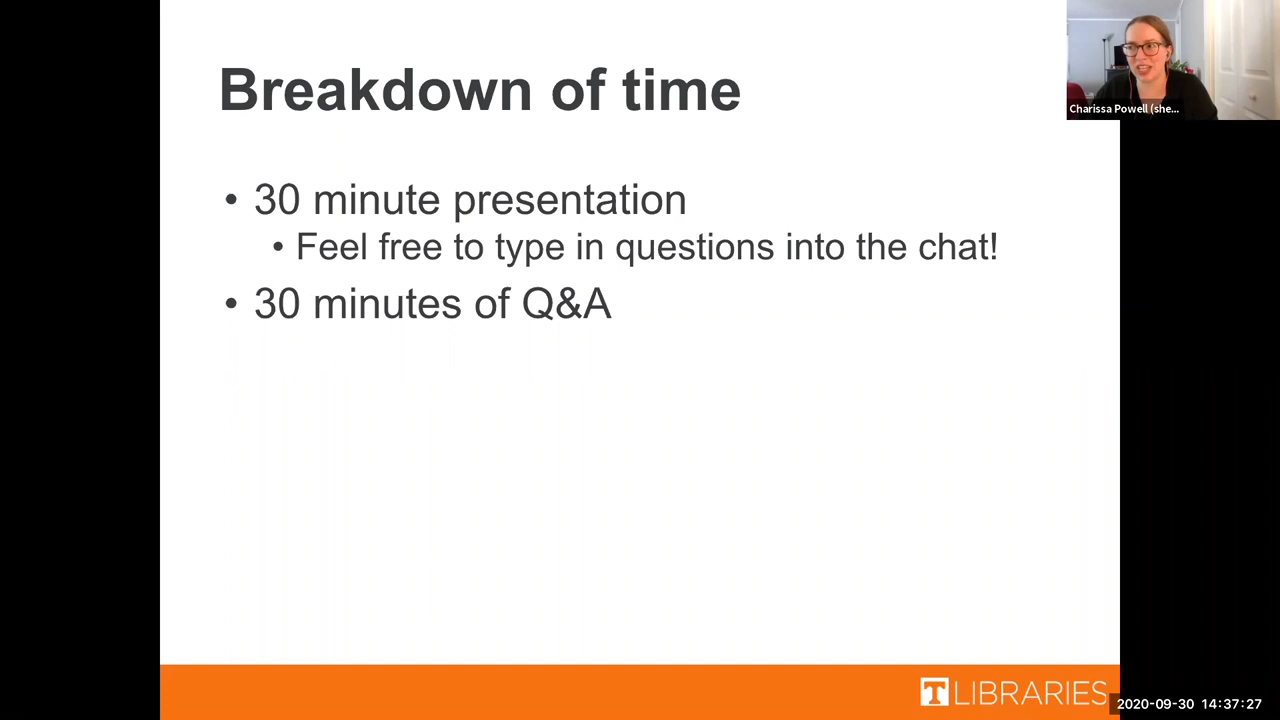 Breakdown of time
Charissa Powell (she...
• 30 minute presentation
• Feel free to type in questions into the chat!
• 30 minutes of Q&A
T LIBRARIES
2020-09-30 14:37:27